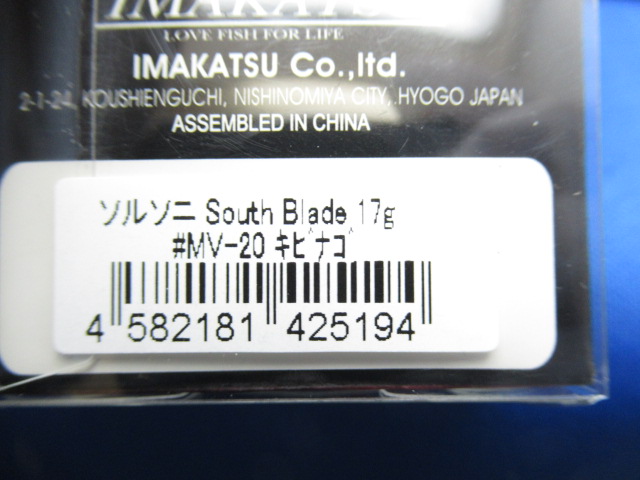 IMAKATSU
LOVE FISH FOR LIFE
IMAKATSU Co.,ltd.
2-1-24, KOUSHIENGUCHI, NISHINOMIYA CITY, HYOGO JAPAN
ASSEMBLED IN CHINA
ソルソニ South Blade 17g
#MV-20 ｷﾋﾞﾅｺﾞ
4 582181 425194